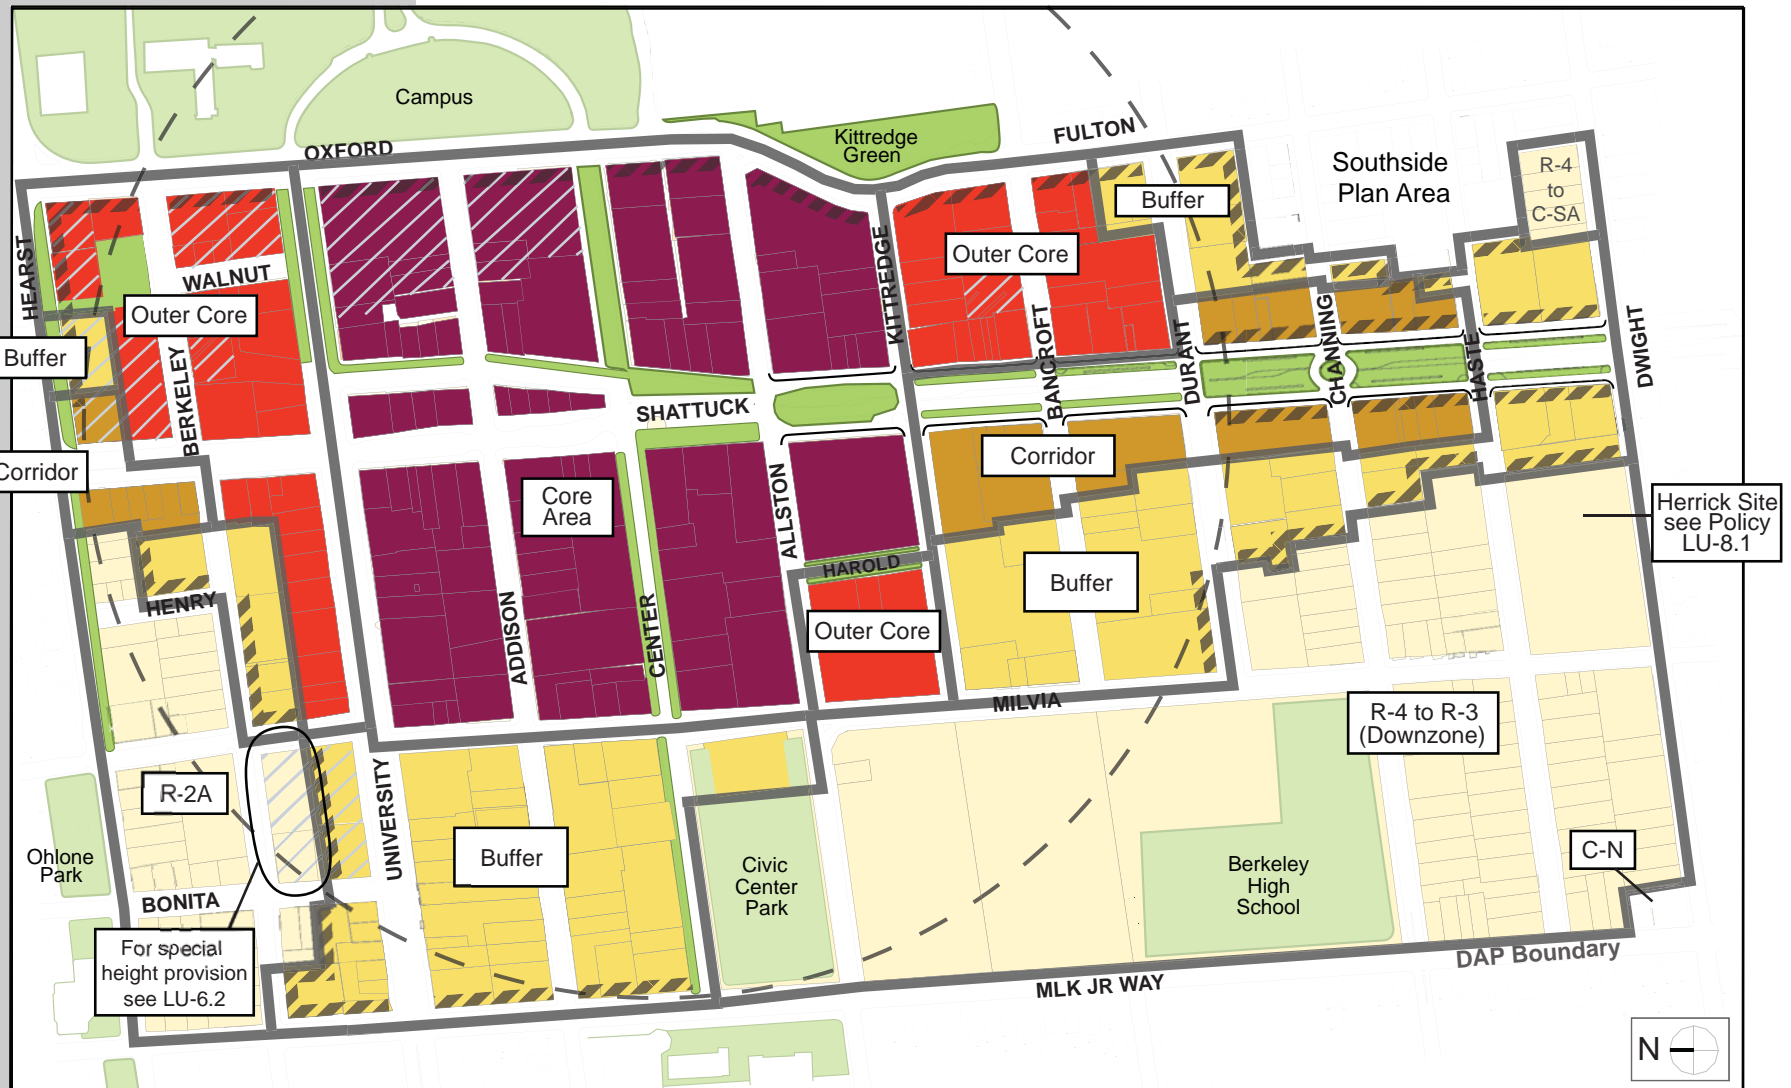 Campus
Kittredge
Green
OXFORD
FULTON
Southside
Plan Area
R-4
to
C-SA
Buffer
HEARST
WALNUT
KITTREDGE
Outer Core
Outer Core
Buffer
BERKELEY
BANCROFT
DURANT
CHANNING
HASTE
DWIGHT
SHATTUCK
Corridor
Corridor
Core
Area
ALLSTON
Herrick Site
see Policy
LU-8.1
HAROLD
Buffer
HENRY
ADDISON
CENTER
Outer Core
MILVIA
R-4 to R-3
(Downzone)
R-2A
UNIVERSITY
Buffer
Ohlone
Park
Civic
Center
Park
Berkeley
High
School
C-N
BONITA
For special
height provision
see LU-6.2
DAP Boundary
MLK JR WAY
N